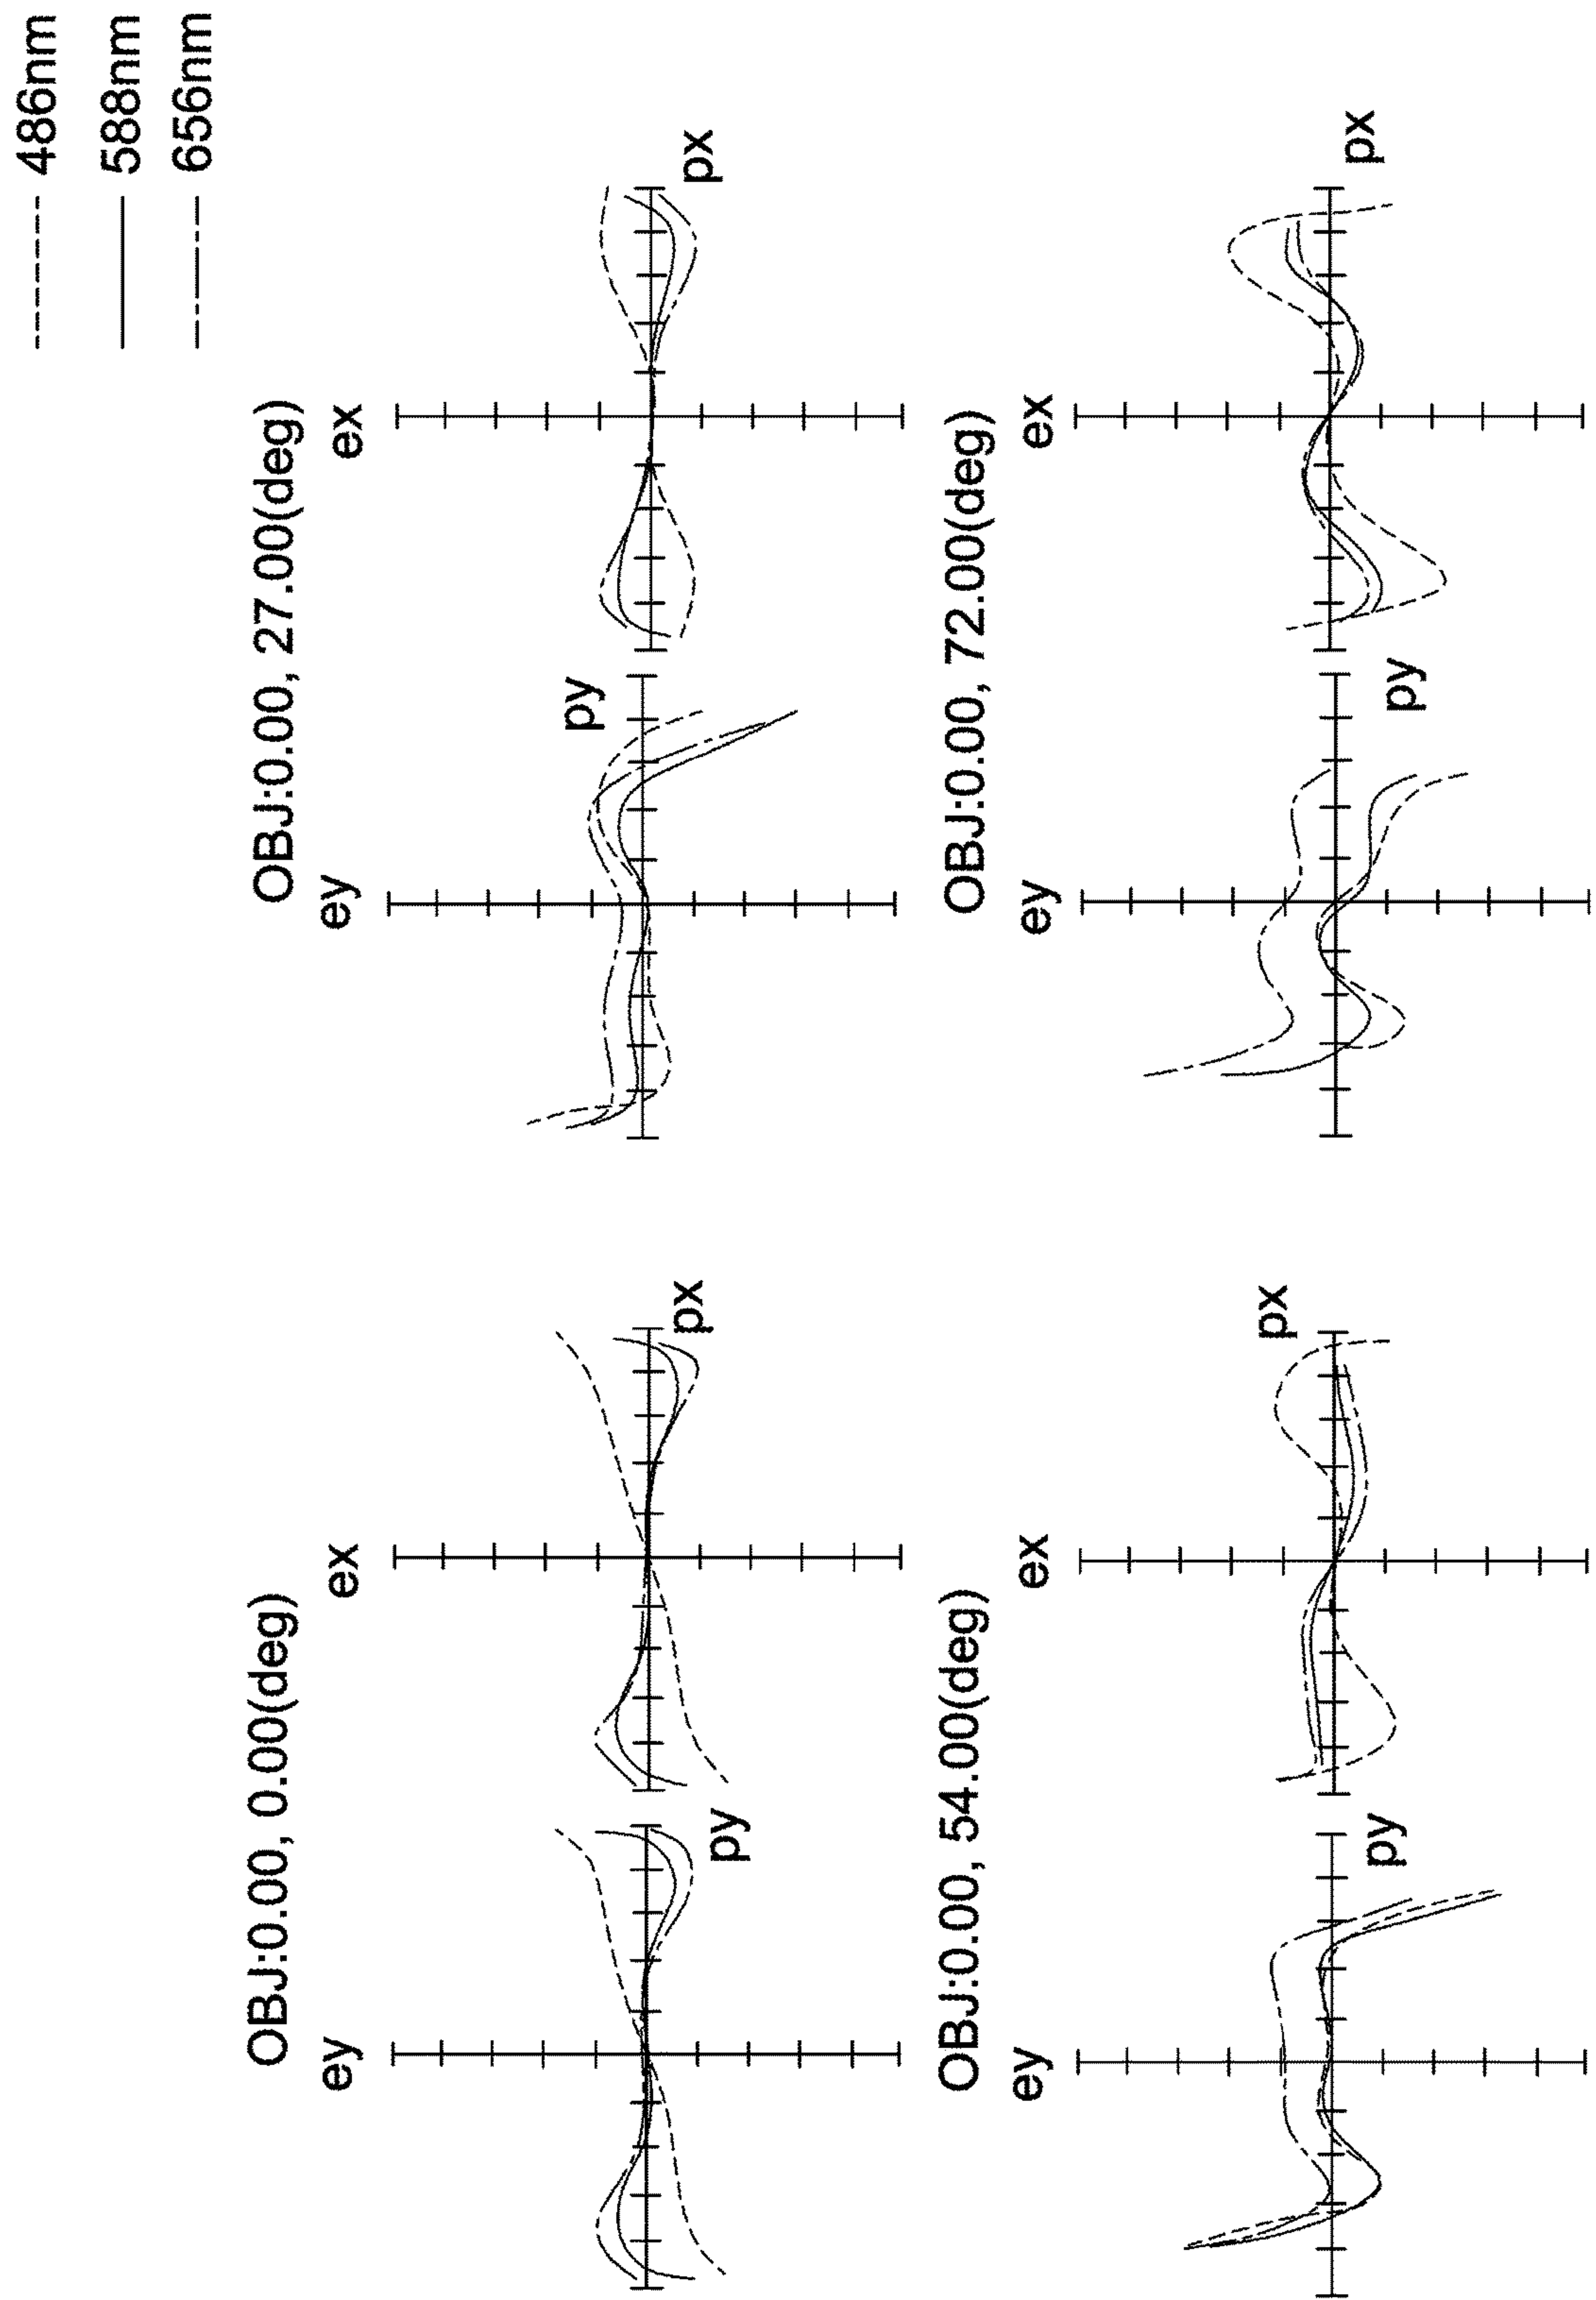 486nm
588nm
656nm
OBJ:0.00, 0.00(deg)
ey
py
ex
px
OBJ:0.00, 27.00(deg)
ey
py
ex
px
OBJ:0.00, 54.00(deg)
ey
py
ex
px
OBJ:0.00, 72.00(deg)
ey
py
ex
px